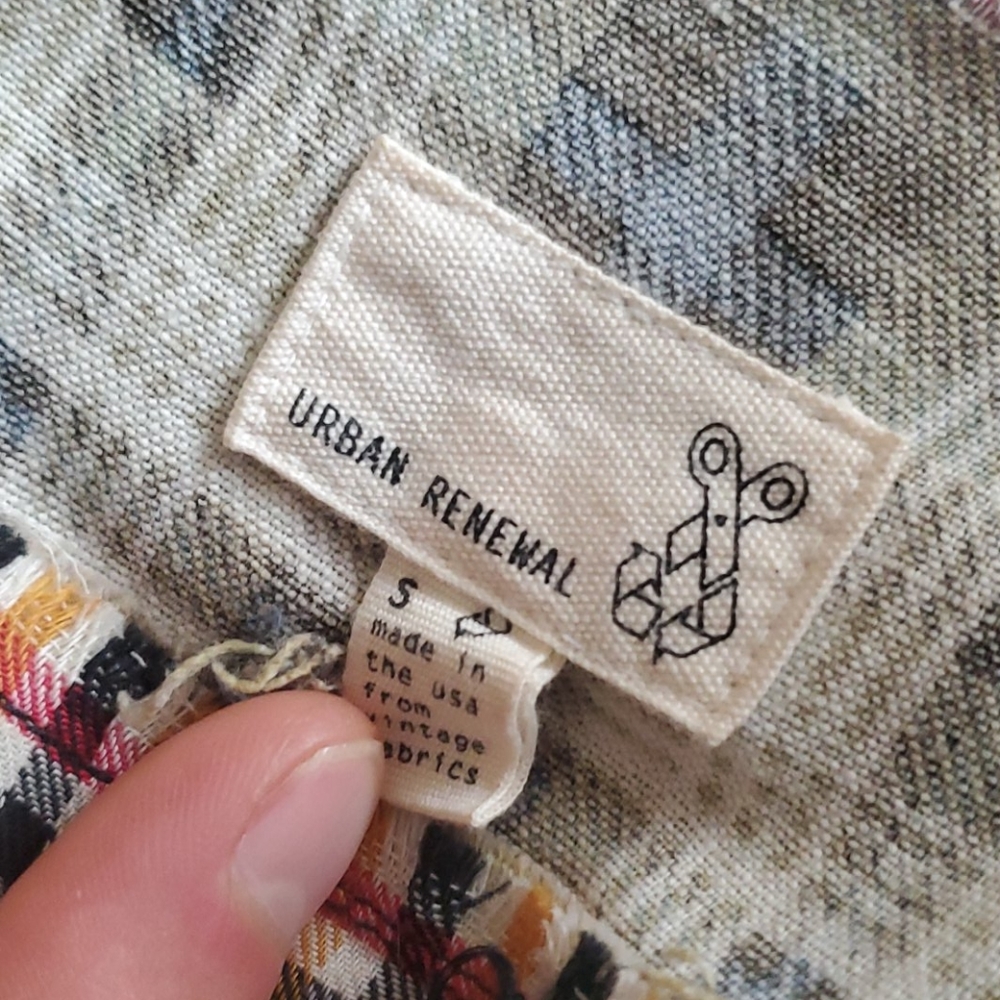 URBAN RENEWAL
S
made in
the usa
from
vintage
fabrics